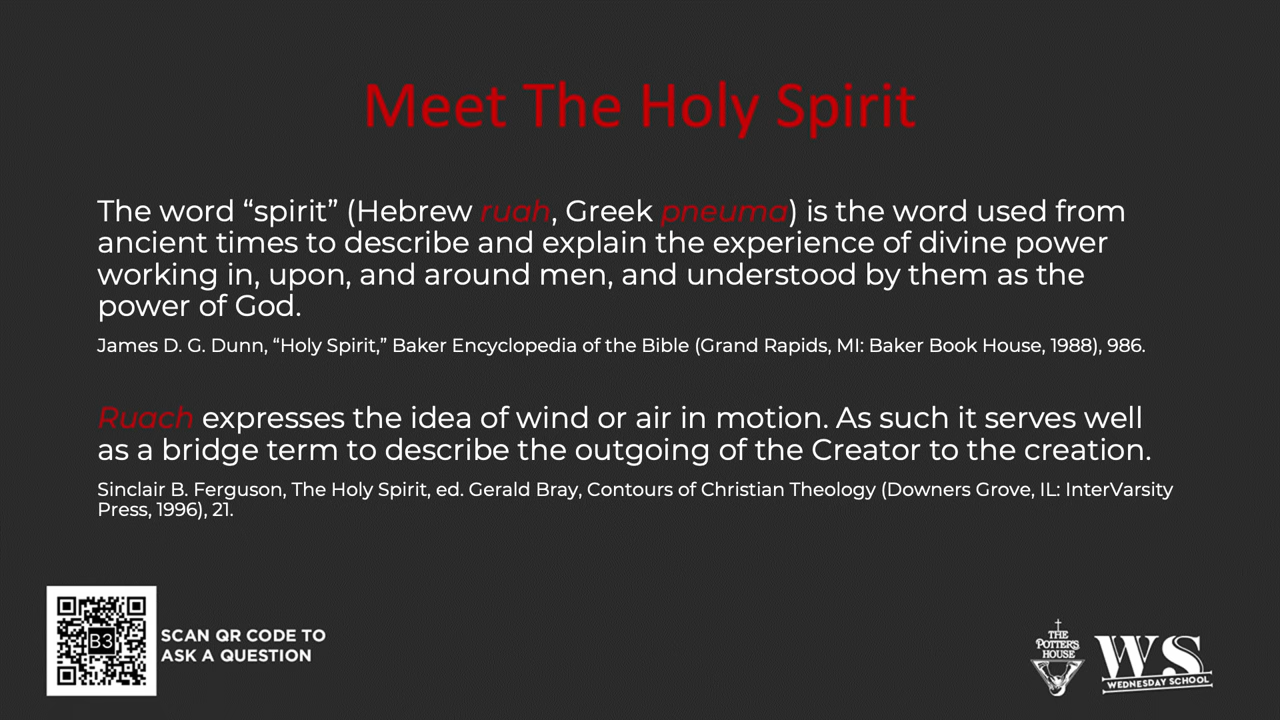 Meet The Holy Spirit
The word “spirit” (Hebrew ruah, Greek pneuma) is the word used from
ancient times to describe and explain the experience of divine power
working in, upon, and around men, and understood by them as the
power of God.
James D. G. Dunn, “Holy Spirit,” Baker Encyclopedia of the Bible (Grand Rapids, MI: Baker Book House, 1988), 986.
Ruach expresses the idea of wind or air in motion. As such it serves well
as a bridge term to describe the outgoing of the Creator to the creation.
Sinclair B. Ferguson, The Holy Spirit, ed. Gerald Bray, Contours of Christian Theology (Downers Grove, IL: InterVarsity
Press, 1996), 21.
B3
SCAN QR CODE TO
ASK A QUESTION
THE
POTTER'S
HOUSE
WS
WEDNESDAY SCHOOL